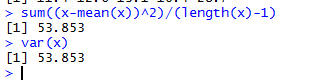 > sum((x-mean(x))^2)/(length(x)-1)
[1] 53.853
> var(x)
[1] 53.853
>